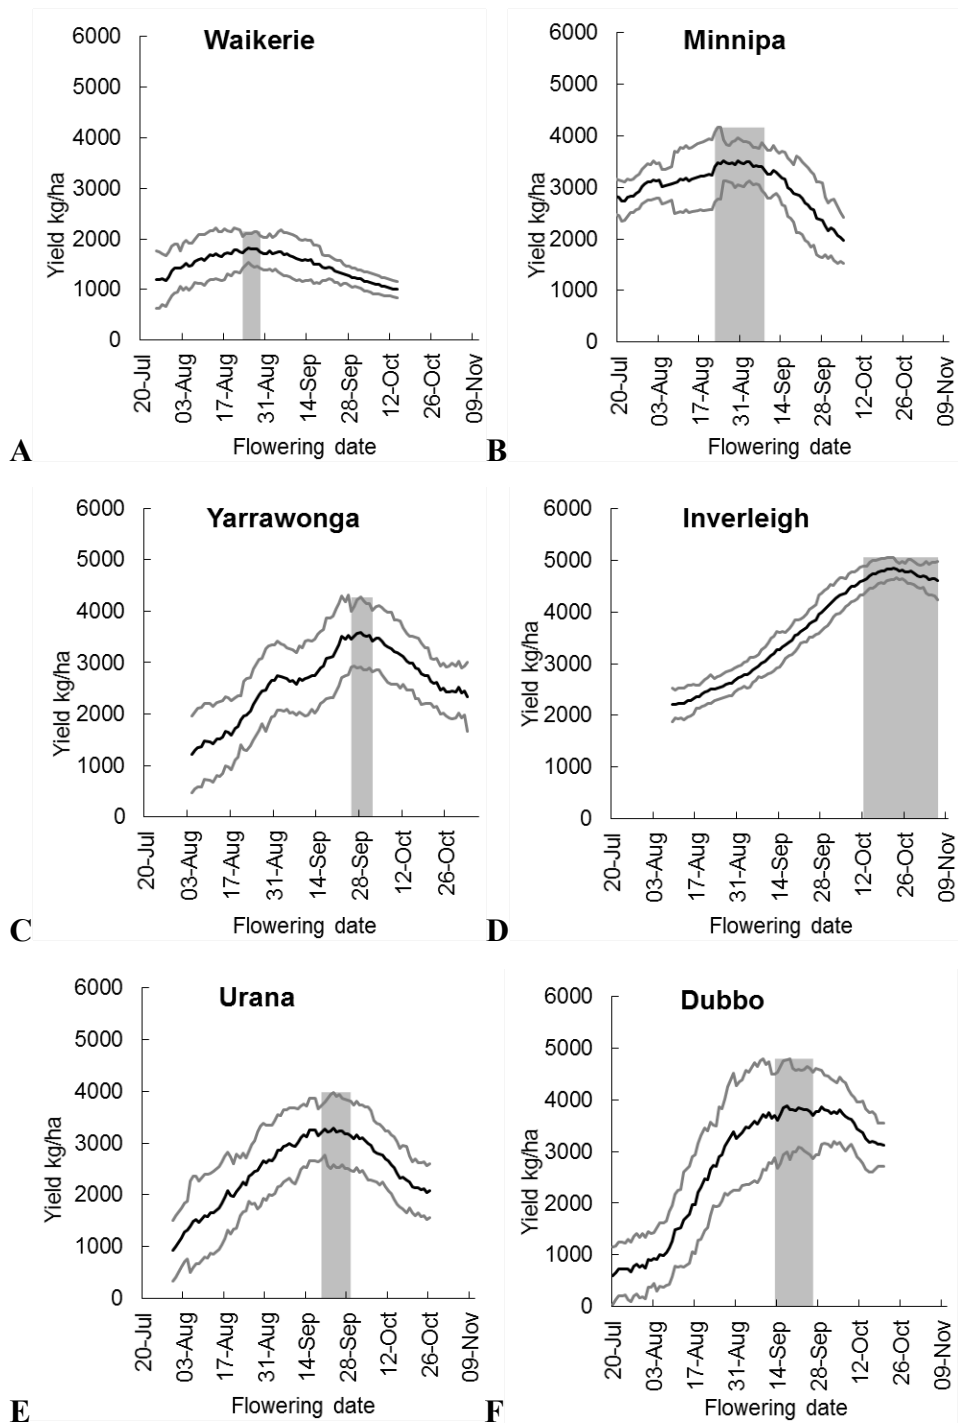 Waikerie
6000
5000
4000
3000
2000
1000
0
Yield kg/ha
20-Jul
03-Aug
17-Aug
31-Aug
14-Sep
28-Sep
12-Oct
26-Oct
09-Nov
Flowering date
A
Minnipa
6000
5000
4000
3000
2000
1000
0
Yield kg/ha
20-Jul
03-Aug
17-Aug
31-Aug
14-Sep
28-Sep
12-Oct
26-Oct
09-Nov
Flowering date
B
Yarrawonga
6000
5000
4000
3000
2000
1000
0
Yield kg/ha
20-Jul
03-Aug
17-Aug
31-Aug
14-Sep
28-Sep
12-Oct
26-Oct
Flowering date
C
Inverleigh
6000
5000
4000
3000
2000
1000
0
Yield kg/ha
20-Jul
03-Aug
17-Aug
31-Aug
14-Sep
28-Sep
12-Oct
26-Oct
09-Nov
Flowering date
D
Urana
6000
5000
4000
3000
2000
1000
0
Yield kg/ha
20-Jul
03-Aug
17-Aug
31-Aug
14-Sep
28-Sep
12-Oct
26-Oct
09-Nov
Flowering date
E
Dubbo
6000
5000
4000
3000
2000
1000
0
Yield kg/ha
20-Jul
03-Aug
17-Aug
31-Aug
14-Sep
28-Sep
12-Oct
26-Oct
09-Nov
Flowering date
F